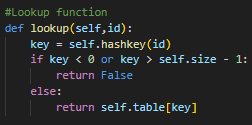 #Lookup function
def lookup(self,id):
    key = self.hashkey(id)
    if key < 0 or key > self.size - 1:
        return False
    else:
        return self.table[key]